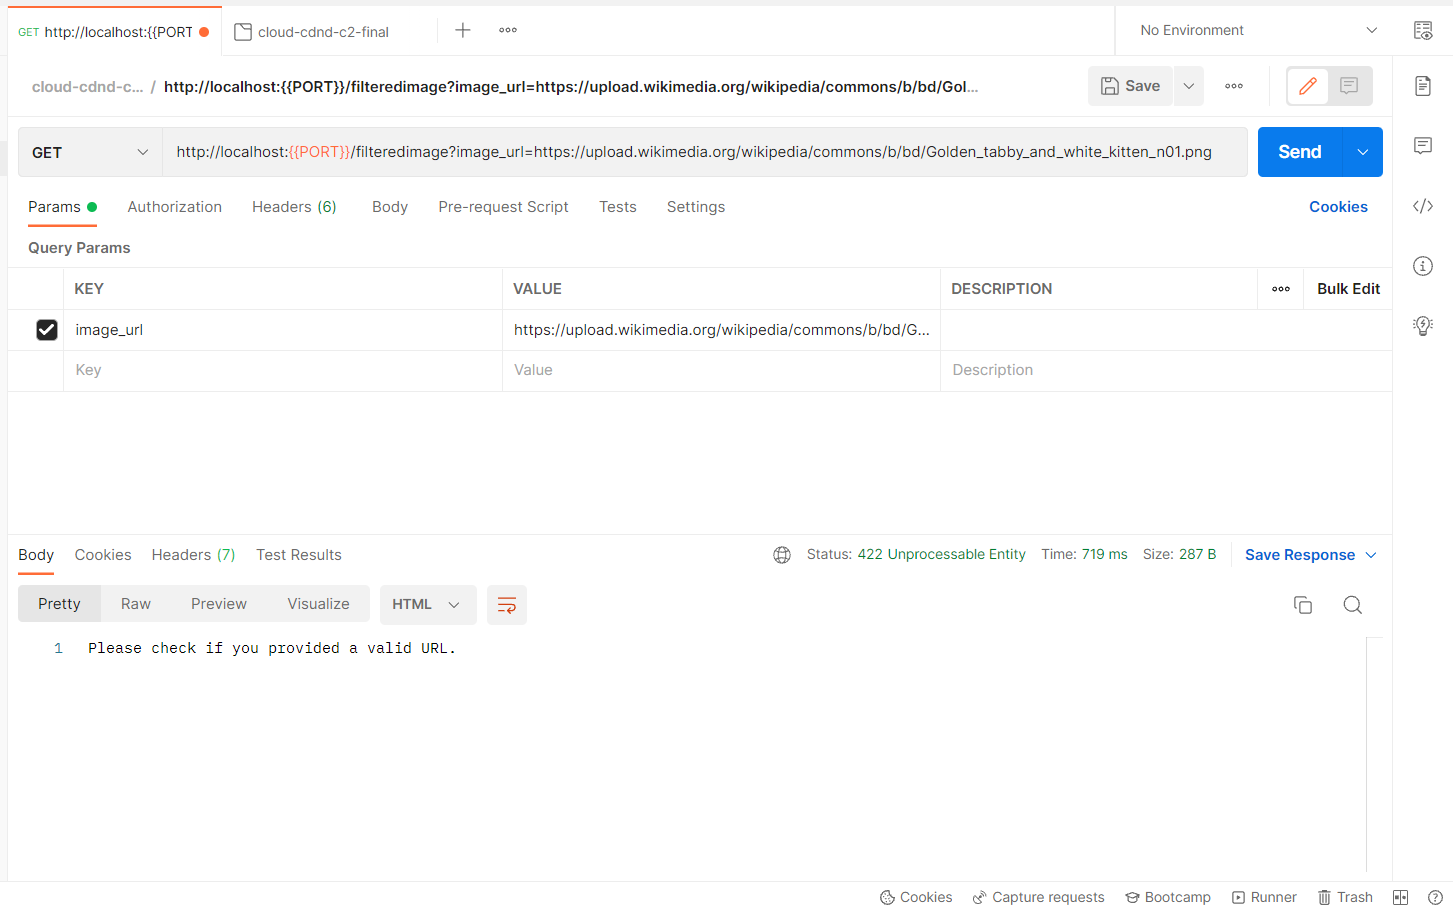 GET http://localhost:{{PORT cloud-cdnd-c2-final No Environment
cloud-cdnd-c... / http://localhost:{{PORT}}/filteredimage?image_url=https://upload.wikimedia.org/wikipedia/commons/b/bd/Gol... Save
GET http://localhost:{{PORT}}/filteredimage?image_url=https://upload.wikimedia.org/wikipedia/commons/b/bd/Golden_tabby_and_white_kitten_n01.png Send
Params Authorization Headers (6) Body Pre-request Script Tests Settings Cookies
Query Params
KEY VALUE DESCRIPTION Bulk Edit
image_url https://upload.wikimedia.org/wikipedia/commons/b/bd/G...
Key Value Description
Body Cookies Headers (7) Test Results Status: 422 Unprocessable Entity Time: 719 ms Size: 287 B Save Response
Pretty Raw Preview Visualize HTML
1 Please check if you provided a valid URL.
Cookies Capture requests Bootcamp Runner Trash